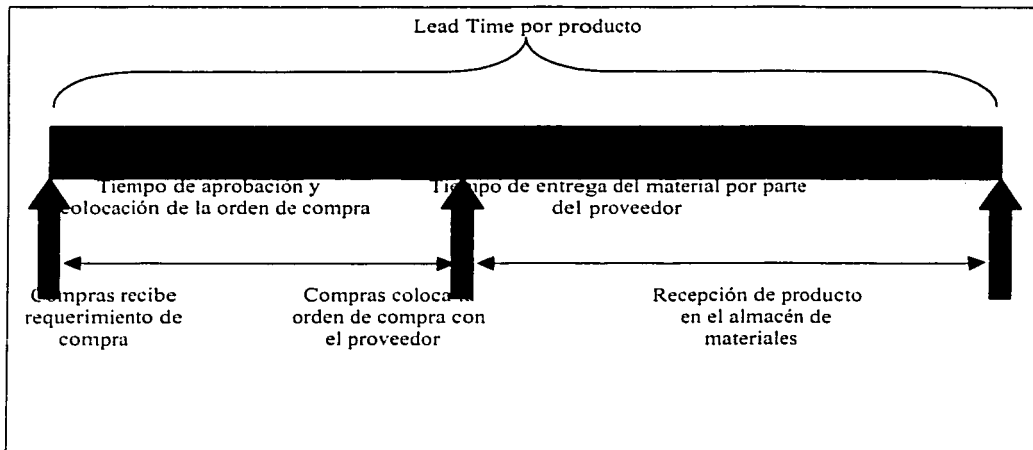 Lead Time por producto
Tiempo de aprobación y
colocación de la orden de compra
Tiempo de entrega del material por parte
del proveedor
Compras recibe
requerimiento de
compra
Compras coloca la
orden de compra con
el proveedor
Recepción de producto
en el almacén de
materiales